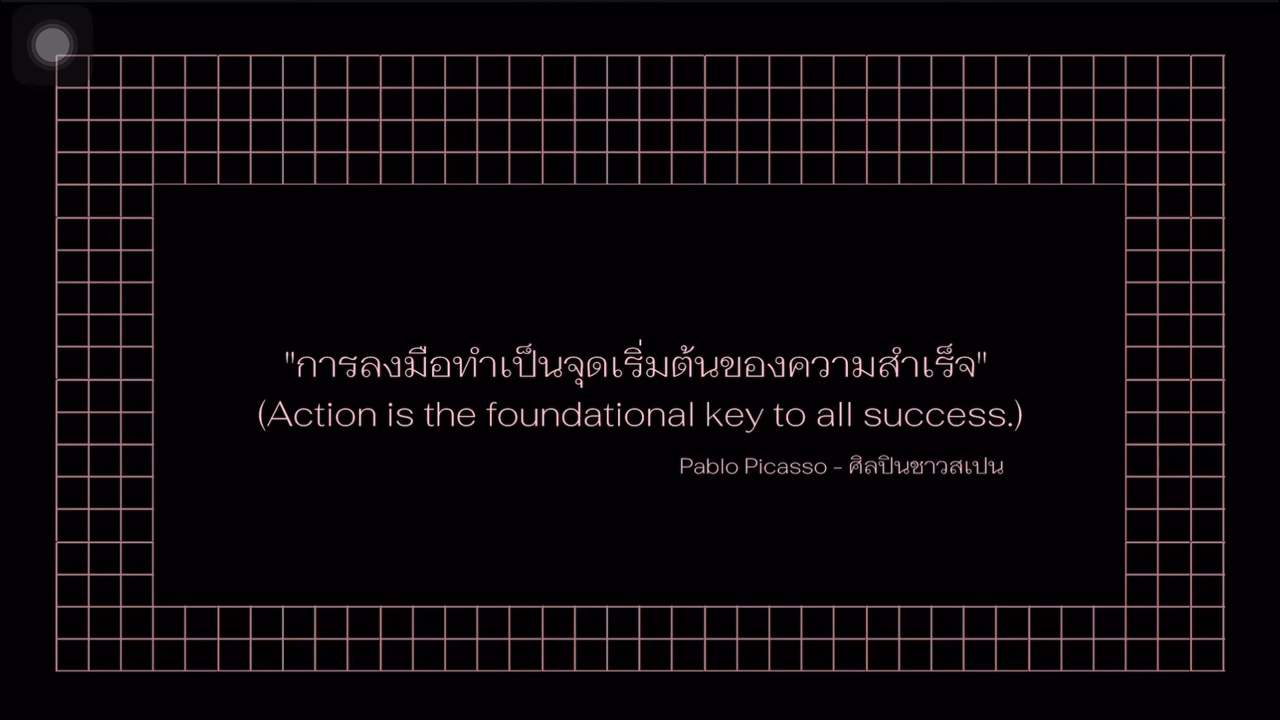 "การลงมือทำเป็นจุดเริ่มต้นของความสำเร็จ"
(Action is the foundational key to all success.)
Pablo Picasso - ศิลปินชาวสเปน